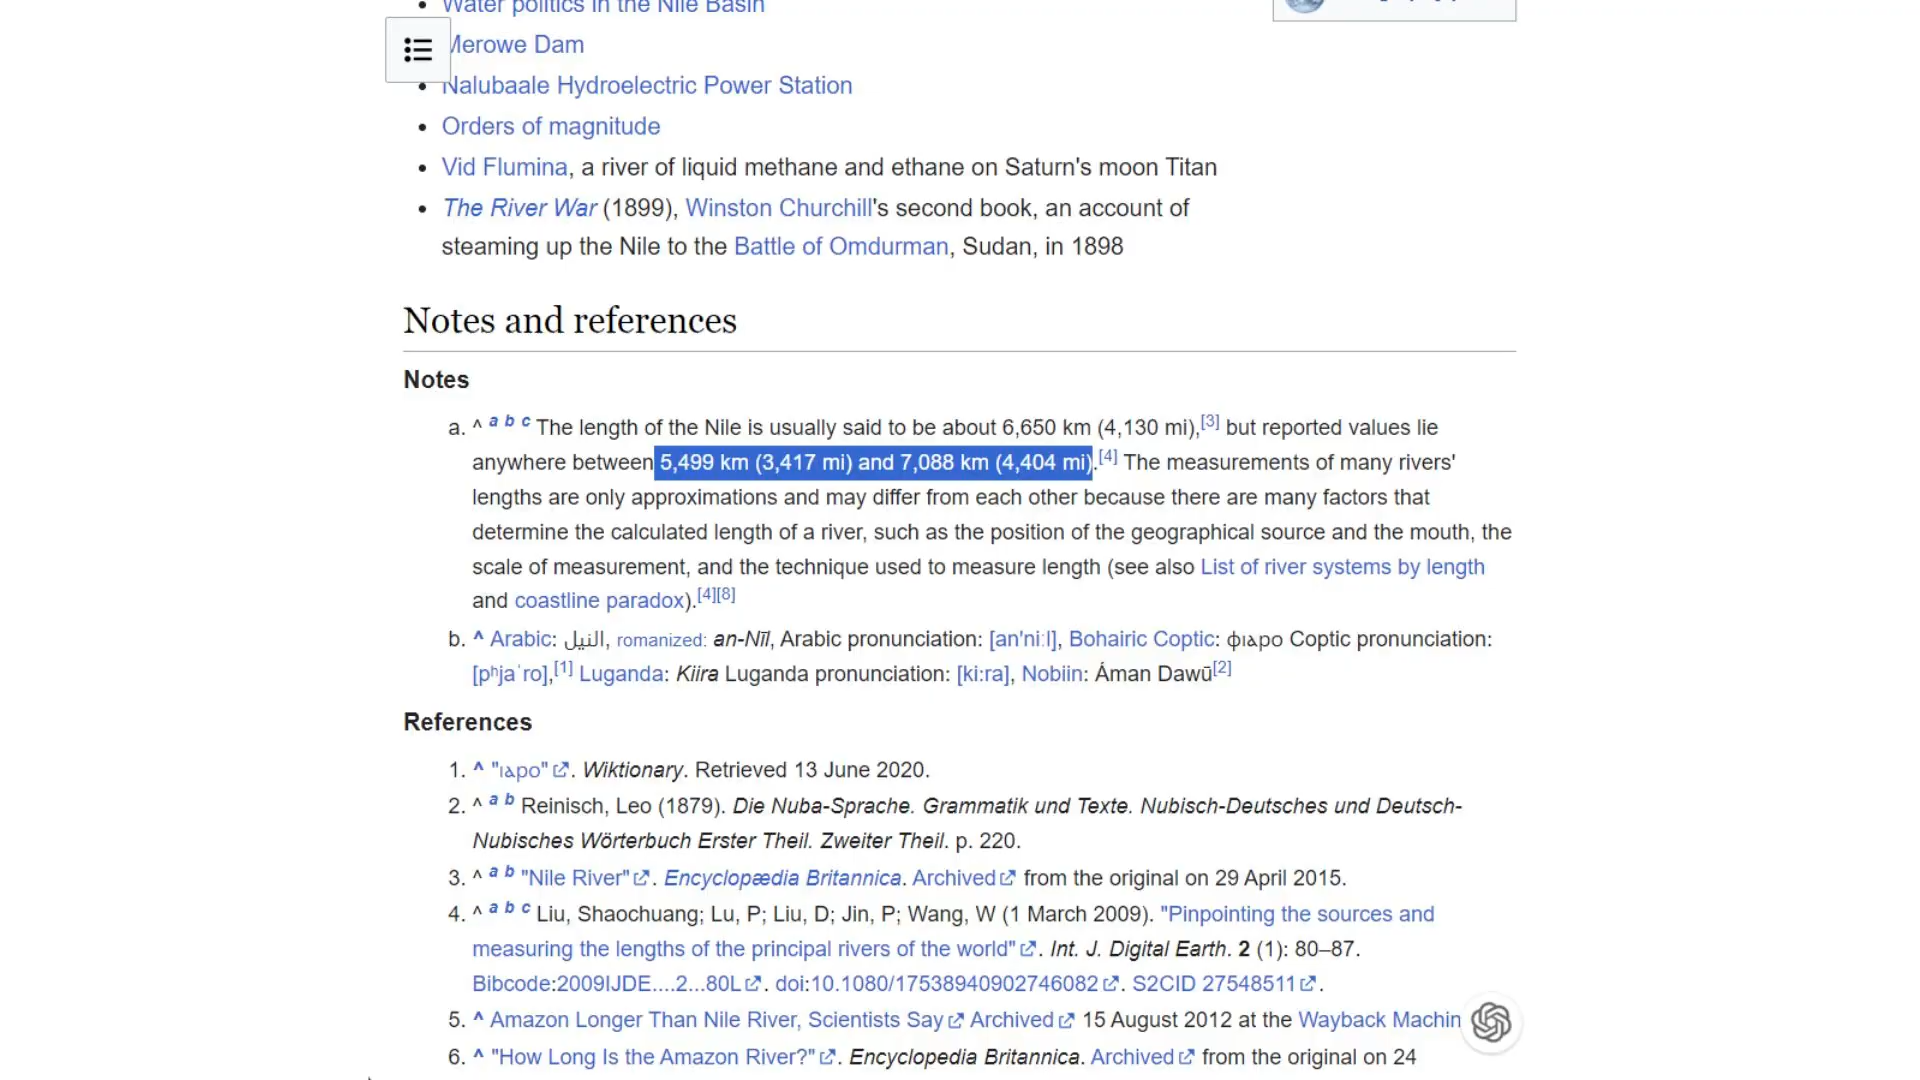 Water politics in the Nile Basin
Merowe Dam
Nalubaale Hydroelectric Power Station
Orders of magnitude
Vid Flumina, a river of liquid methane and ethane on Saturn's moon Titan
The River War (1899), Winston Churchill's second book, an account of
steaming up the Nile to the Battle of Omdurman, Sudan, in 1898
Notes and references
Notes
a. ^ a b c The length of the Nile is usually said to be about 6,650 km (4,130 mi),[3] but reported values lie
anywhere between 5,499 km (3,417 mi) and 7,088 km (4,404 mi).[4] The measurements of many rivers'
lengths are only approximations and may differ from each other because there are many factors that
determine the calculated length of a river, such as the position of the geographical source and the mouth, the
scale of measurement, and the technique used to measure length (see also List of river systems by length
and coastline paradox).[4][8]
b. ^ Arabic: النيل, romanized: an-Nīl, Arabic pronunciation: [an'niːl], Bohairic Coptic: ⲫⲓⲁⲣⲟ Coptic pronunciation:
[pʰjaˈro],[1] Luganda: Kiira Luganda pronunciation: [kiːra], Nobiin: Áman Dawū[2]
References
1. ^ "ⲓⲁⲣⲟ". Wiktionary. Retrieved 13 June 2020.
2. ^ a b Reinisch, Leo (1879). Die Nuba-Sprache. Grammatik und Texte. Nubisch-Deutsches und Deutsch-
Nubisches Wörterbuch Erster Theil. Zweiter Theil. p. 220.
3. ^ a b "Nile River". Encyclopædia Britannica. Archived from the original on 29 April 2015.
4. ^ a b c Liu, Shaochuang; Lu, P; Liu, D; Jin, P; Wang, W (1 March 2009). "Pinpointing the sources and
measuring the lengths of the principal rivers of the world". Int. J. Digital Earth. 2 (1): 80–87.
Bibcode:2009IJDE....2...80L. doi:10.1080/17538940902746082. S2CID 27548511.
5. ^ Amazon Longer Than Nile River, Scientists Say Archived 15 August 2012 at the Wayback Machin
6. ^ "How Long Is the Amazon River?". Encyclopedia Britannica. Archived from the original on 24